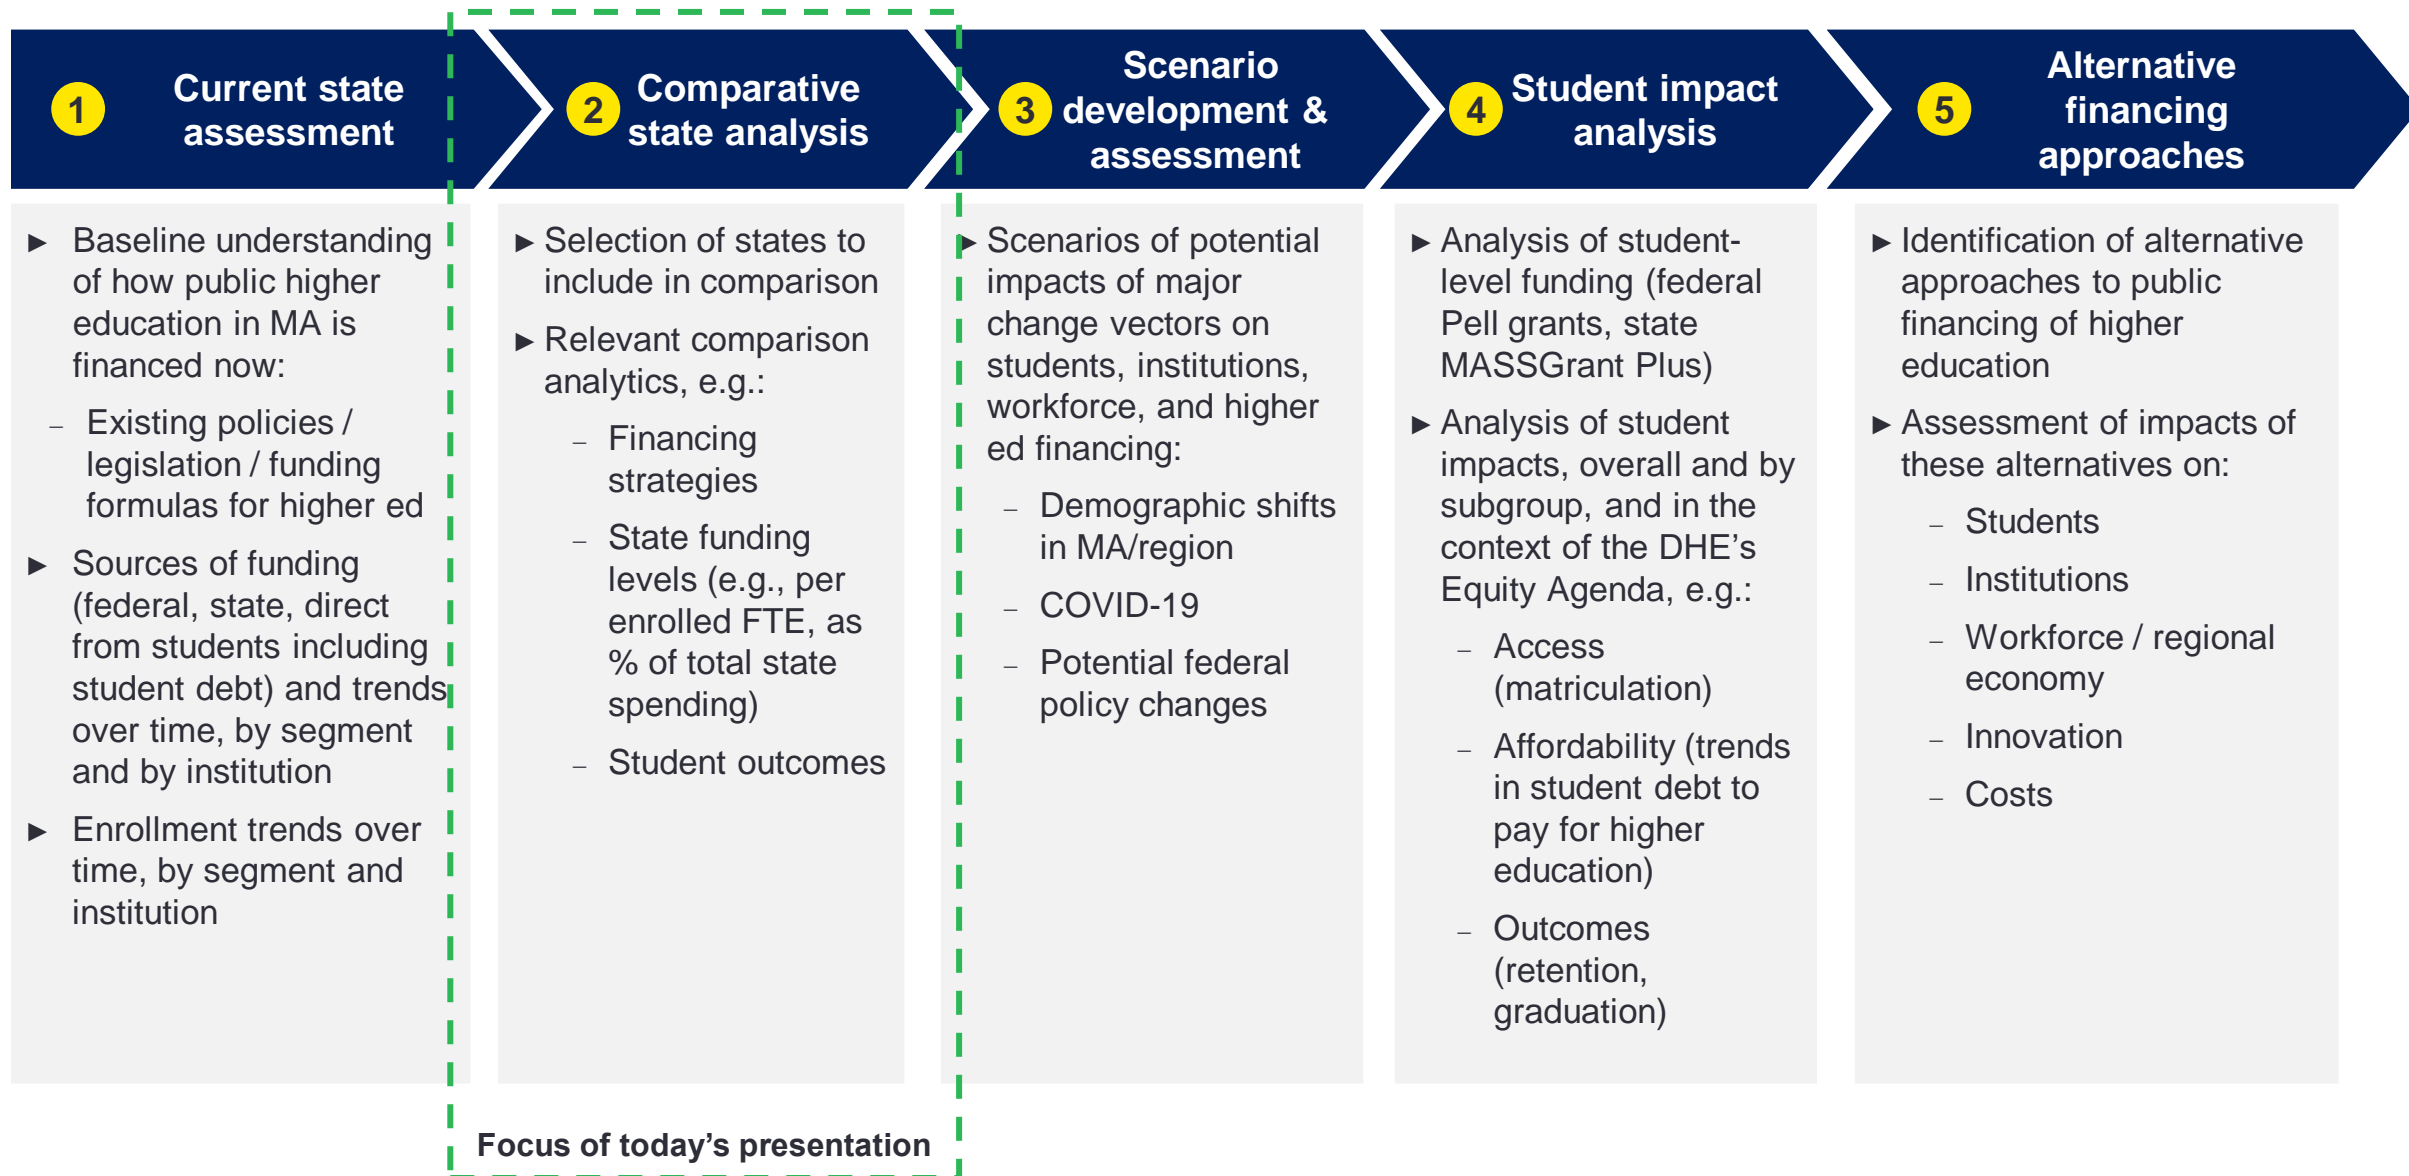 1
Current state
assessment
2
Comparative
state analysis
3
Scenario
development &
assessment
4
Student impact
analysis
5
Alternative
financing
approaches
► Baseline understanding
of how public higher
education in MA is
financed now:
– Existing policies /
legislation / funding
formulas for higher ed
► Sources of funding
(federal, state, direct
from students including
student debt) and trends
over time, by segment
and by institution
► Enrollment trends over
time, by segment and
institution
► Selection of states to
include in comparison
► Relevant comparison
analytics, e.g.:
– Financing
strategies
– State funding
levels (e.g., per
enrolled FTE, as
% of total state
spending)
– Student outcomes
► Scenarios of potential
impacts of major
change vectors on
students, institutions,
workforce, and higher
ed financing:
– Demographic shifts
in MA/region
– COVID-19
– Potential federal
policy changes
► Analysis of student-
level funding (federal
Pell grants, state
MASSGrant Plus)
► Analysis of student
impacts, overall and by
subgroup, and in the
context of the DHE’s
Equity Agenda, e.g.:
– Access
(matriculation)
– Affordability (trends
in student debt to
pay for higher
education)
– Outcomes
(retention,
graduation)
► Identification of alternative
approaches to public
financing of higher
education
► Assessment of impacts of
these alternatives on:
– Students
– Institutions
– Workforce / regional
economy
– Innovation
– Costs
Focus of today’s presentation